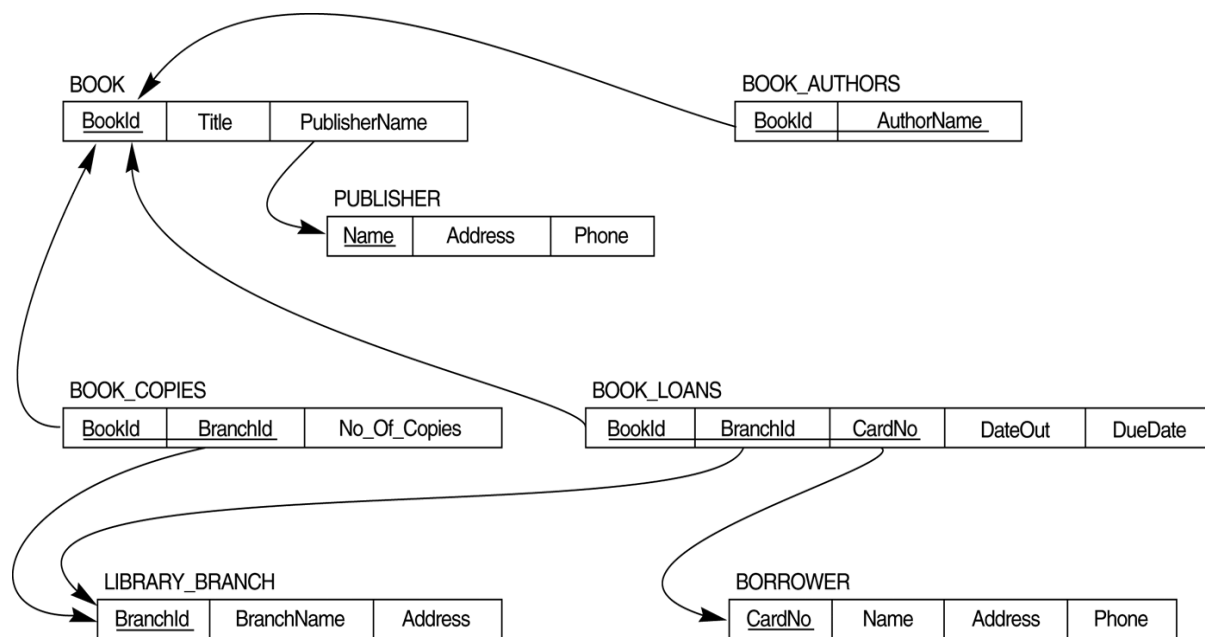 BOOK
BookId Title PublisherName
BOOK_AUTHORS
BookId AuthorName
PUBLISHER
Name Address Phone
BOOK_COPIES
BookId BranchId No_Of_Copies
BOOK_LOANS
BookId BranchId CardNo DateOut DueDate
LIBRARY_BRANCH
BranchId BranchName Address
BORROWER
CardNo Name Address Phone